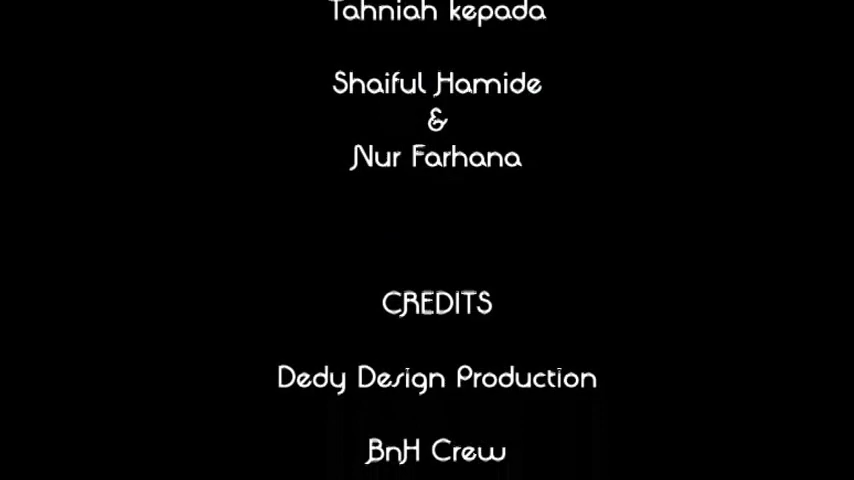 Tahniah kepada
Shaiful Hamide
&
Nur Farhana
CREDITS
Dedy Design Production
BnH Crew